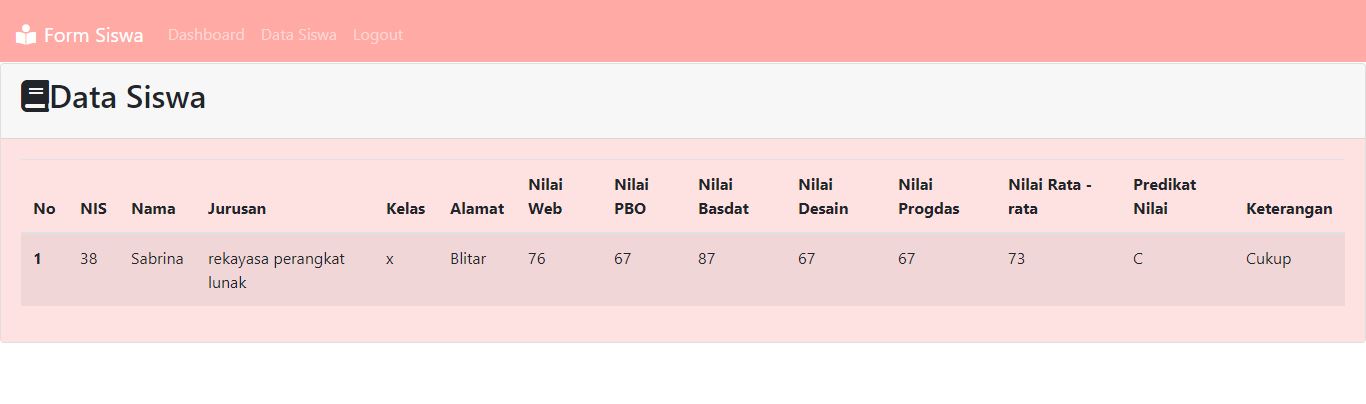 Form Siswa Dashboard Data Siswa Logout
Data Siswa
No NIS Nama Jurusan Kelas Alamat Nilai Web Nilai PBO Nilai Basdat Nilai Desain Nilai Progdas Nilai Rata - rata Predikat Nilai Keterangan
1 38 Sabrina rekayasa perangkat lunak x Blitar 76 67 87 67 67 73 C Cukup